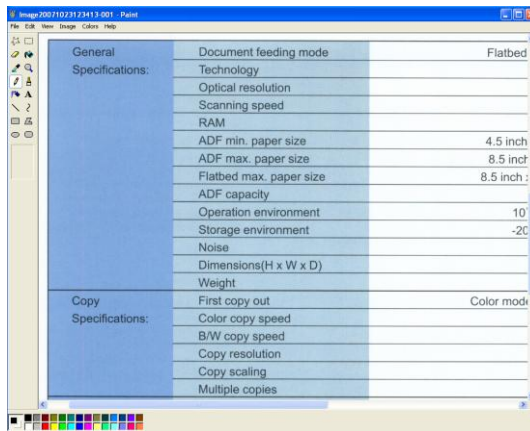 Image20071023123413-001 - Paint
File Edit View Image Colors Help
General Document feeding mode Flatbed
Specifications: Technology
Optical resolution
Scanning speed
RAM
ADF min. paper size 4.5 inch
ADF max. paper size 8.5 inch
Flatbed max. paper size 8.5 inch
ADF capacity
Operation environment 10
Storage environment -20
Noise
Dimensions(H x W x D)
Weight
Copy First copy out Color mode
Specifications: Color copy speed
B/W copy speed
Copy resolution
Copy scaling
Multiple copies